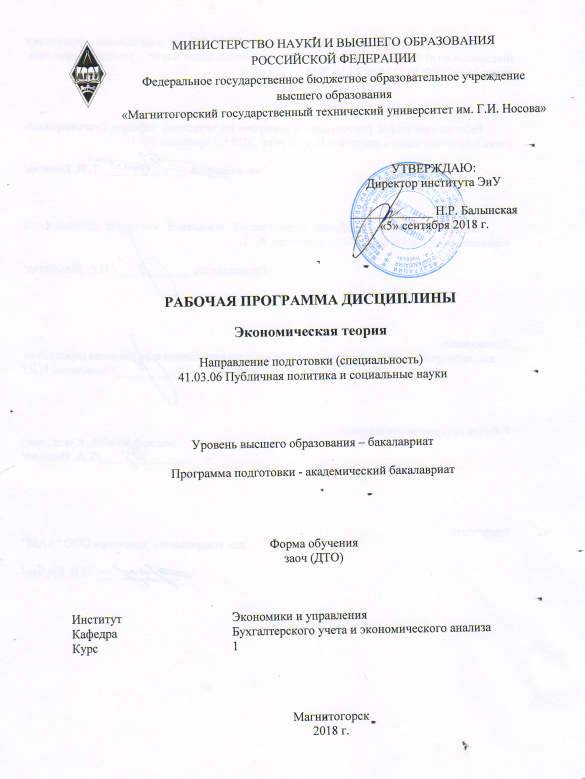 МИНИСТЕРСТВО НАУКИ И ВЫСШЕГО ОБРАЗОВАНИЯ
РОССИЙСКОЙ ФЕДЕРАЦИИ
Федеральное государственное бюджетное образовательное учреждение
высшего образования
«Магнитогорский государственный технический университет им. Г.И. Носова»
УТВЕРЖДАЮ:
Директор института ЭиУ
Н.Р. Балынская
«5» сентября 2018 г.
РАБОЧАЯ ПРОГРАММА ДИСЦИПЛИНЫ
Экономическая теория
Направление подготовки (специальность)
41.03.06 Публичная политика и социальные науки
Уровень высшего образования – бакалавриат
Программа подготовки - академический бакалавриат
Форма обучения
заоч (ДТО)
Институт Экономики и управления
Кафедра Бухгалтерского учета и экономического анализа
Курс 1
Магнитогорск
2018 г.